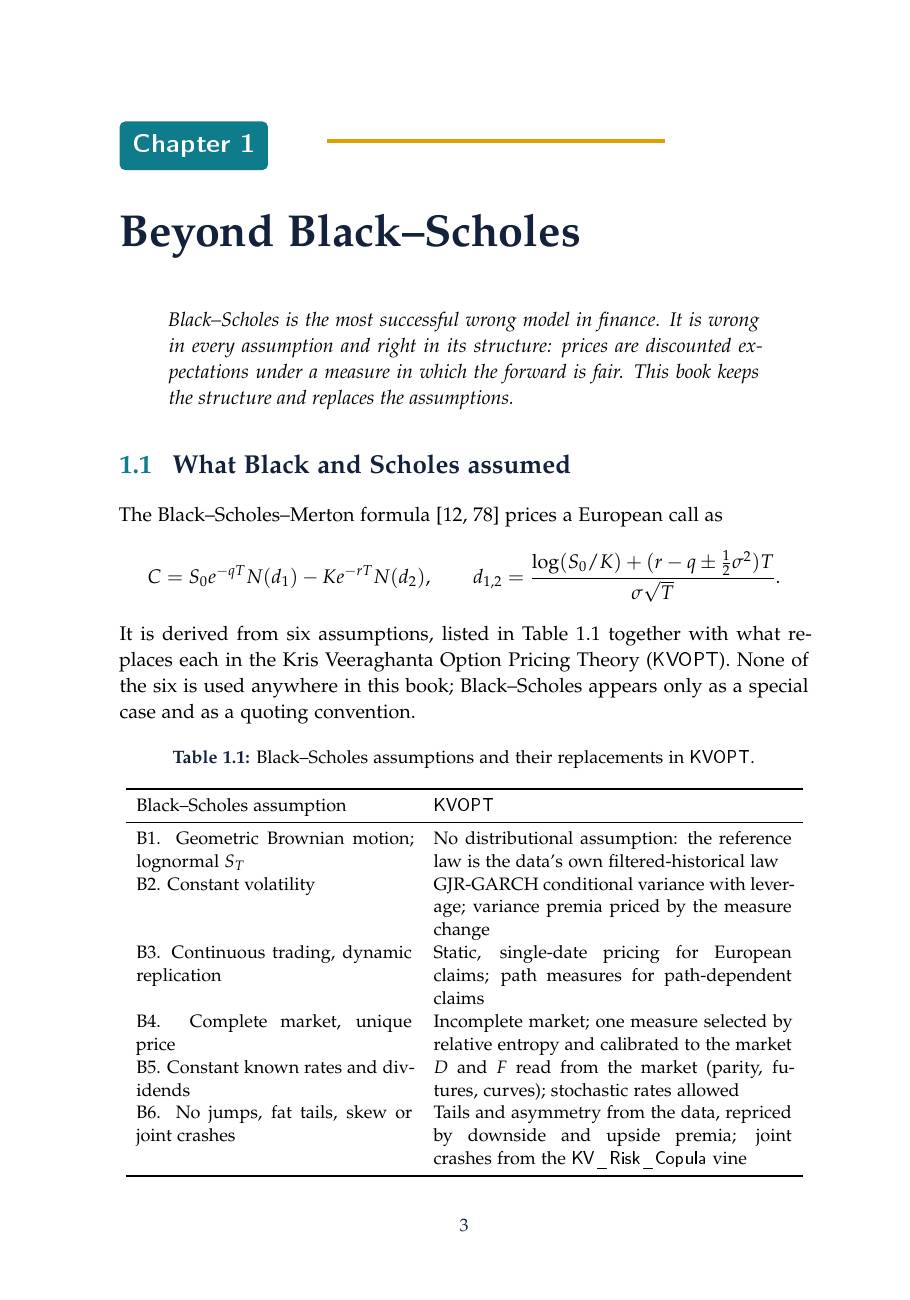 Chapter 1
Beyond Black–Scholes
Black–Scholes is the most successful wrong model in finance. It is wrong
in every assumption and right in its structure: prices are discounted ex-
pectations under a measure in which the forward is fair. This book keeps
the structure and replaces the assumptions.
1.1 What Black and Scholes assumed
The Black–Scholes–Merton formula [12, 78] prices a European call as
C = S₀e^{−qT}N(d₁) − Ke^{−rT}N(d₂), d_{1,2} = \frac{log(S₀/K) + (r − q ± ½σ²)T}{σ√T}.
It is derived from six assumptions, listed in Table 1.1 together with what re-
places each in the Kris Veeraghanta Option Pricing Theory (KVOPT). None of
the six is used anywhere in this book; Black–Scholes appears only as a special
case and as a quoting convention.
Table 1.1: Black–Scholes assumptions and their replacements in KVOPT.
Black–Scholes assumption KVOPT
B1. Geometric Brownian motion; No distributional assumption: the reference
lognormal S_T law is the data's own filtered-historical law
B2. Constant volatility GJR-GARCH conditional variance with lever-
age; variance premia priced by the measure
change
B3. Continuous trading, dynamic Static, single-date pricing for European
replication claims; path measures for path-dependent
claims
B4. Complete market, unique Incomplete market; one measure selected by
price relative entropy and calibrated to the market
B5. Constant known rates and div- D and F read from the market (parity, fu-
idends tures, curves); stochastic rates allowed
B6. No jumps, fat tails, skew or Tails and asymmetry from the data, repriced
joint crashes by downside and upside premia; joint
crashes from the KV_Risk_Copula vine
3